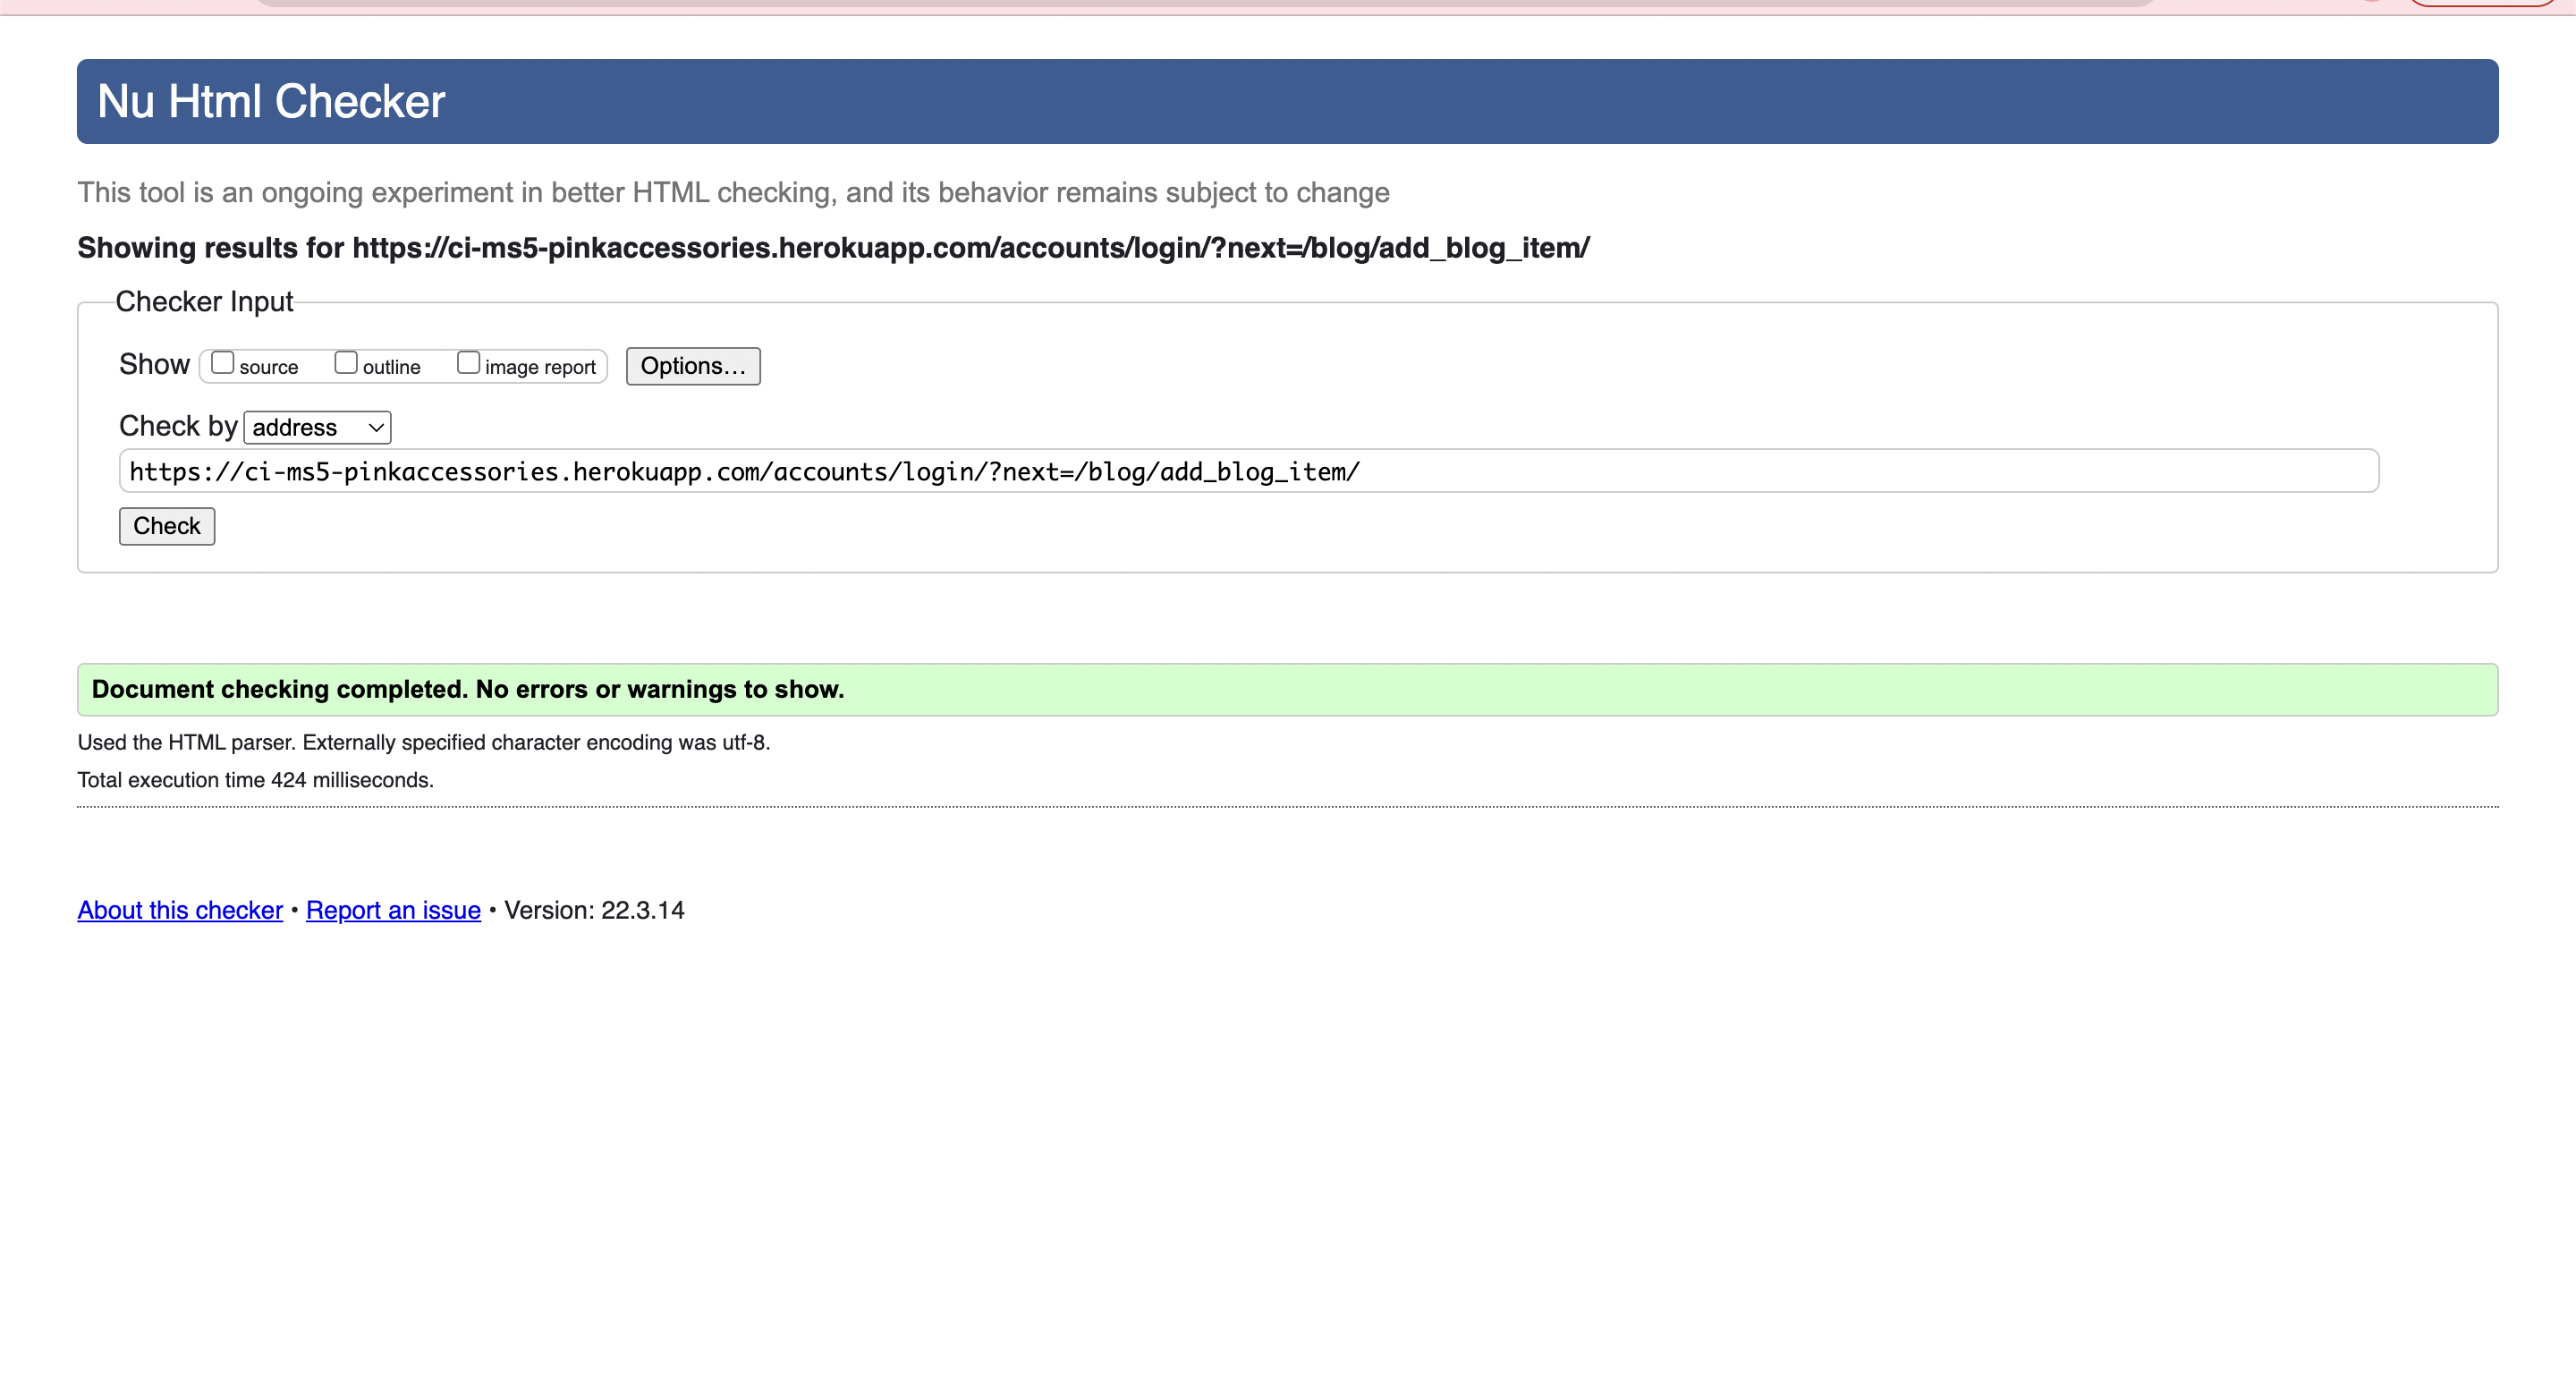 Nu Html Checker
This tool is an ongoing experiment in better HTML checking, and its behavior remains subject to change
Showing results for https://ci-ms5-pinkaccessories.herokuapp.com/accounts/login/?next=/blog/add_blog_item/
Checker Input
Show source outline image report Options...
Check by address
https://ci-ms5-pinkaccessories.herokuapp.com/accounts/login/?next=/blog/add_blog_item/
Check
Document checking completed. No errors or warnings to show.
Used the HTML parser. Externally specified character encoding was utf-8.
Total execution time 424 milliseconds.
About this checker • Report an issue • Version: 22.3.14